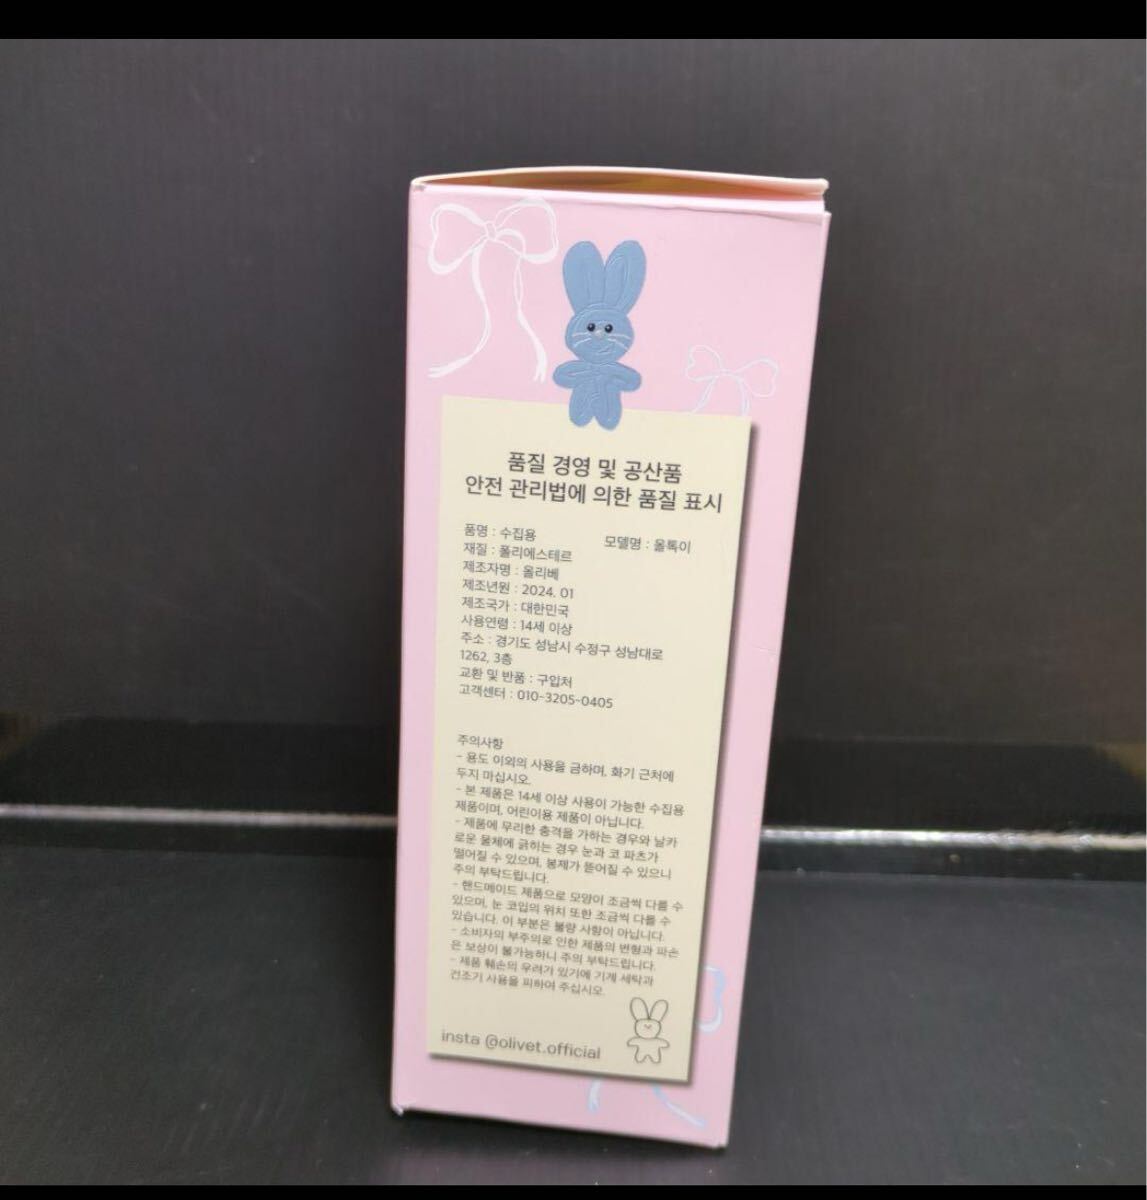 품질 경영 및 공산품
안전 관리법에 의한 품질 표시
품명 : 수집용 모델명 : 올톡이
재질 : 폴리에스테르
제조자명 : 올리베
제조년원 : 2024. 01
제조국가 : 대한민국
사용연령 : 14세 이상
주소 : 경기도 성남시 수정구 성남대로
1262, 3층
교환 및 반품 : 구입처
고객센터 : 010-3205-0405
주의사항
- 용도 이외의 사용을 금하며, 화기 근처에
두지 마십시오.
- 본 제품은 14세 이상 사용이 가능한 수집용
제품이며, 어린이용 제품이 아닙니다.
- 제품에 무리한 충격을 가하는 경우와 날카
로운 물체에 긁히는 경우 눈과 코 파츠가
떨어질 수 있으며, 봉제가 뜯어질 수 있으니
주의 부탁드립니다.
- 핸드메이드 제품으로 모양이 조금씩 다를 수
있으며, 눈 코입의 위치 또한 조금씩 다를 수
있습니다. 이 부분은 불량 사항이 아닙니다.
- 소비자의 부주의로 인한 제품의 변형과 파손
은 보상이 불가능하니 주의 부탁드립니다.
- 제품 훼손의 우려가 있기에 기계 세탁과
건조기 사용을 피하여 주십시오.
insta @olivet.official